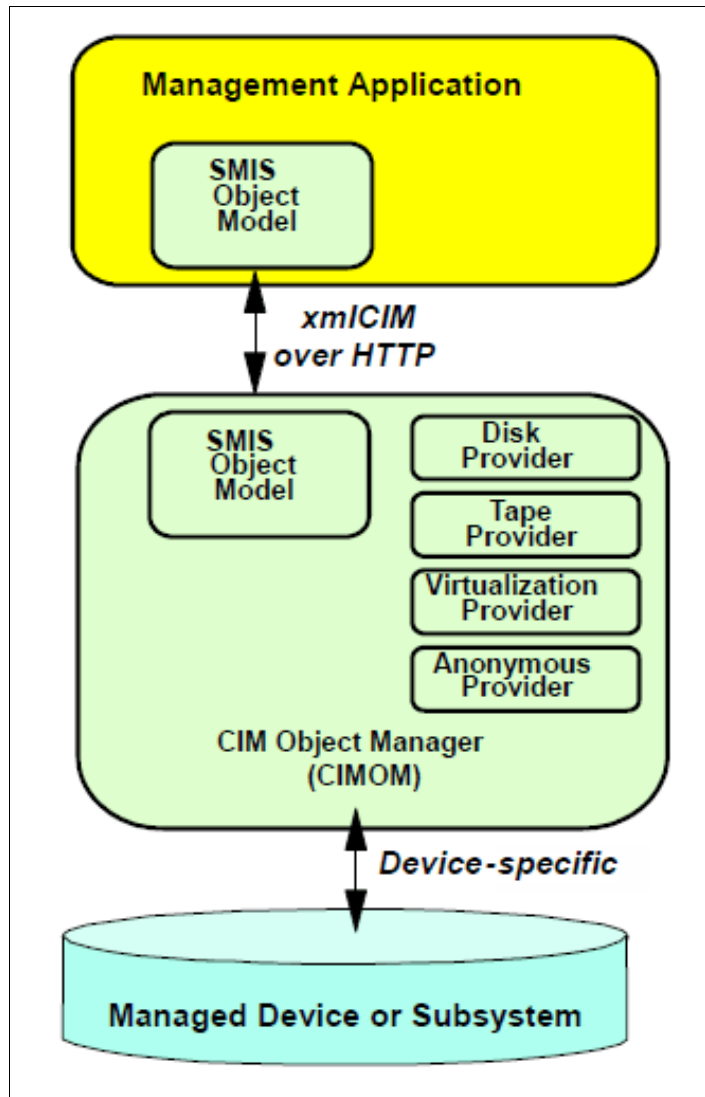 Management Application
SMIS
Object
Model
xmlCIM
over HTTP
SMIS
Object
Model
Disk
Provider
Tape
Provider
Virtualization
Provider
Anonymous
Provider
CIM Object Manager
(CIMOM)
Device-specific
Managed Device or Subsystem